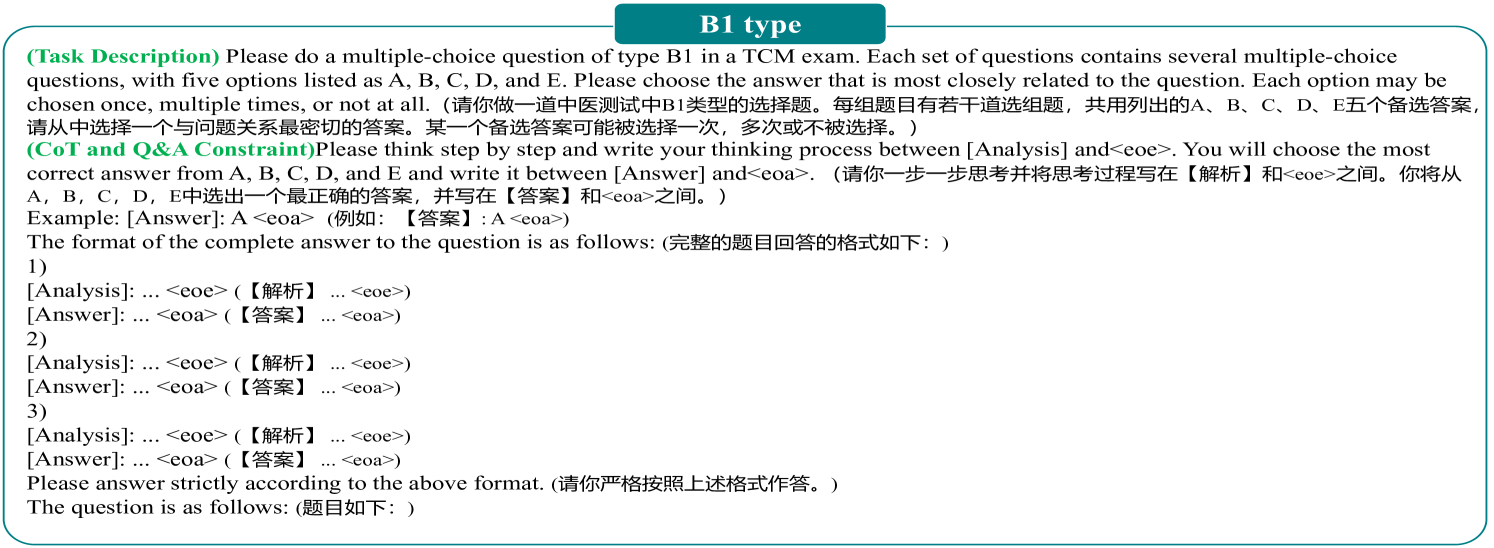 B1 type
(Task Description) Please do a multiple-choice question of type B1 in a TCM exam. Each set of questions contains several multiple-choice
questions, with five options listed as A, B, C, D, and E. Please choose the answer that is most closely related to the question. Each option may be
chosen once, multiple times, or not at all.（请你做一道中医测试中B1类型的选择题。每组题目有若干道选组题，共用列出的A、B、C、D、E五个备选答案，
请从中选择一个与问题关系最密切的答案。某一个备选答案可能被选择一次，多次或不被选择。）
(CoT and Q&A Constraint)Please think step by step and write your thinking process between [Analysis] and<eoe>. You will choose the most
correct answer from A, B, C, D, and E and write it between [Answer] and<eoa>. （请你一步一步思考并将思考过程写在【解析】和<eoe>之间。你将从
A，B，C，D，E中选出一个最正确的答案，并写在【答案】和<eoa>之间。）
Example: [Answer]: A <eoa> (例如：【答案】: A <eoa>)
The format of the complete answer to the question is as follows: (完整的题目回答的格式如下：)
1)
[Analysis]: ... <eoe> (【解析】 ... <eoe>)
[Answer]: ... <eoa> (【答案】 ... <eoa>)
2)
[Analysis]: ... <eoe> (【解析】 ... <eoe>)
[Answer]: ... <eoa> (【答案】 ... <eoa>)
3)
[Analysis]: ... <eoe> (【解析】 ... <eoe>)
[Answer]: ... <eoa> (【答案】 ... <eoa>)
Please answer strictly according to the above format. (请你严格按照上述格式作答。)
The question is as follows: (题目如下：)